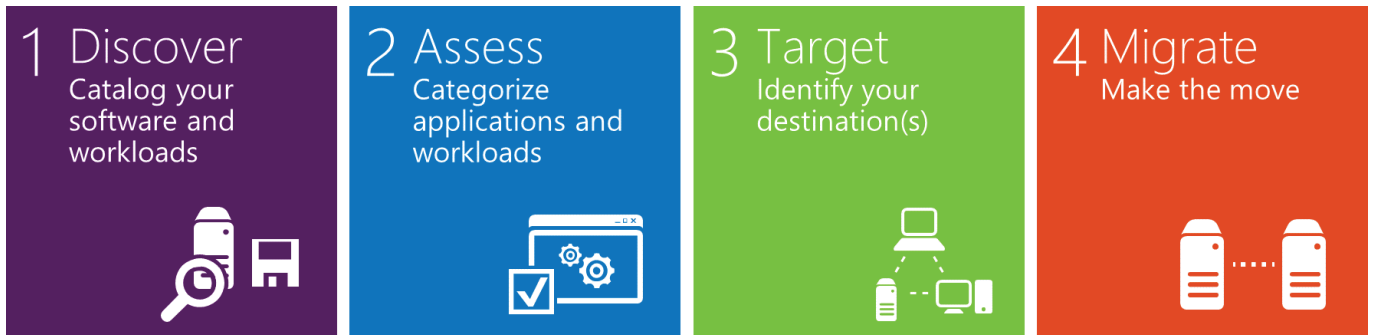 1 Discover
Catalog your
software and
workloads
2 Assess
Categorize
applications and
workloads
3 Target
Identify your
destination(s)
4 Migrate
Make the move